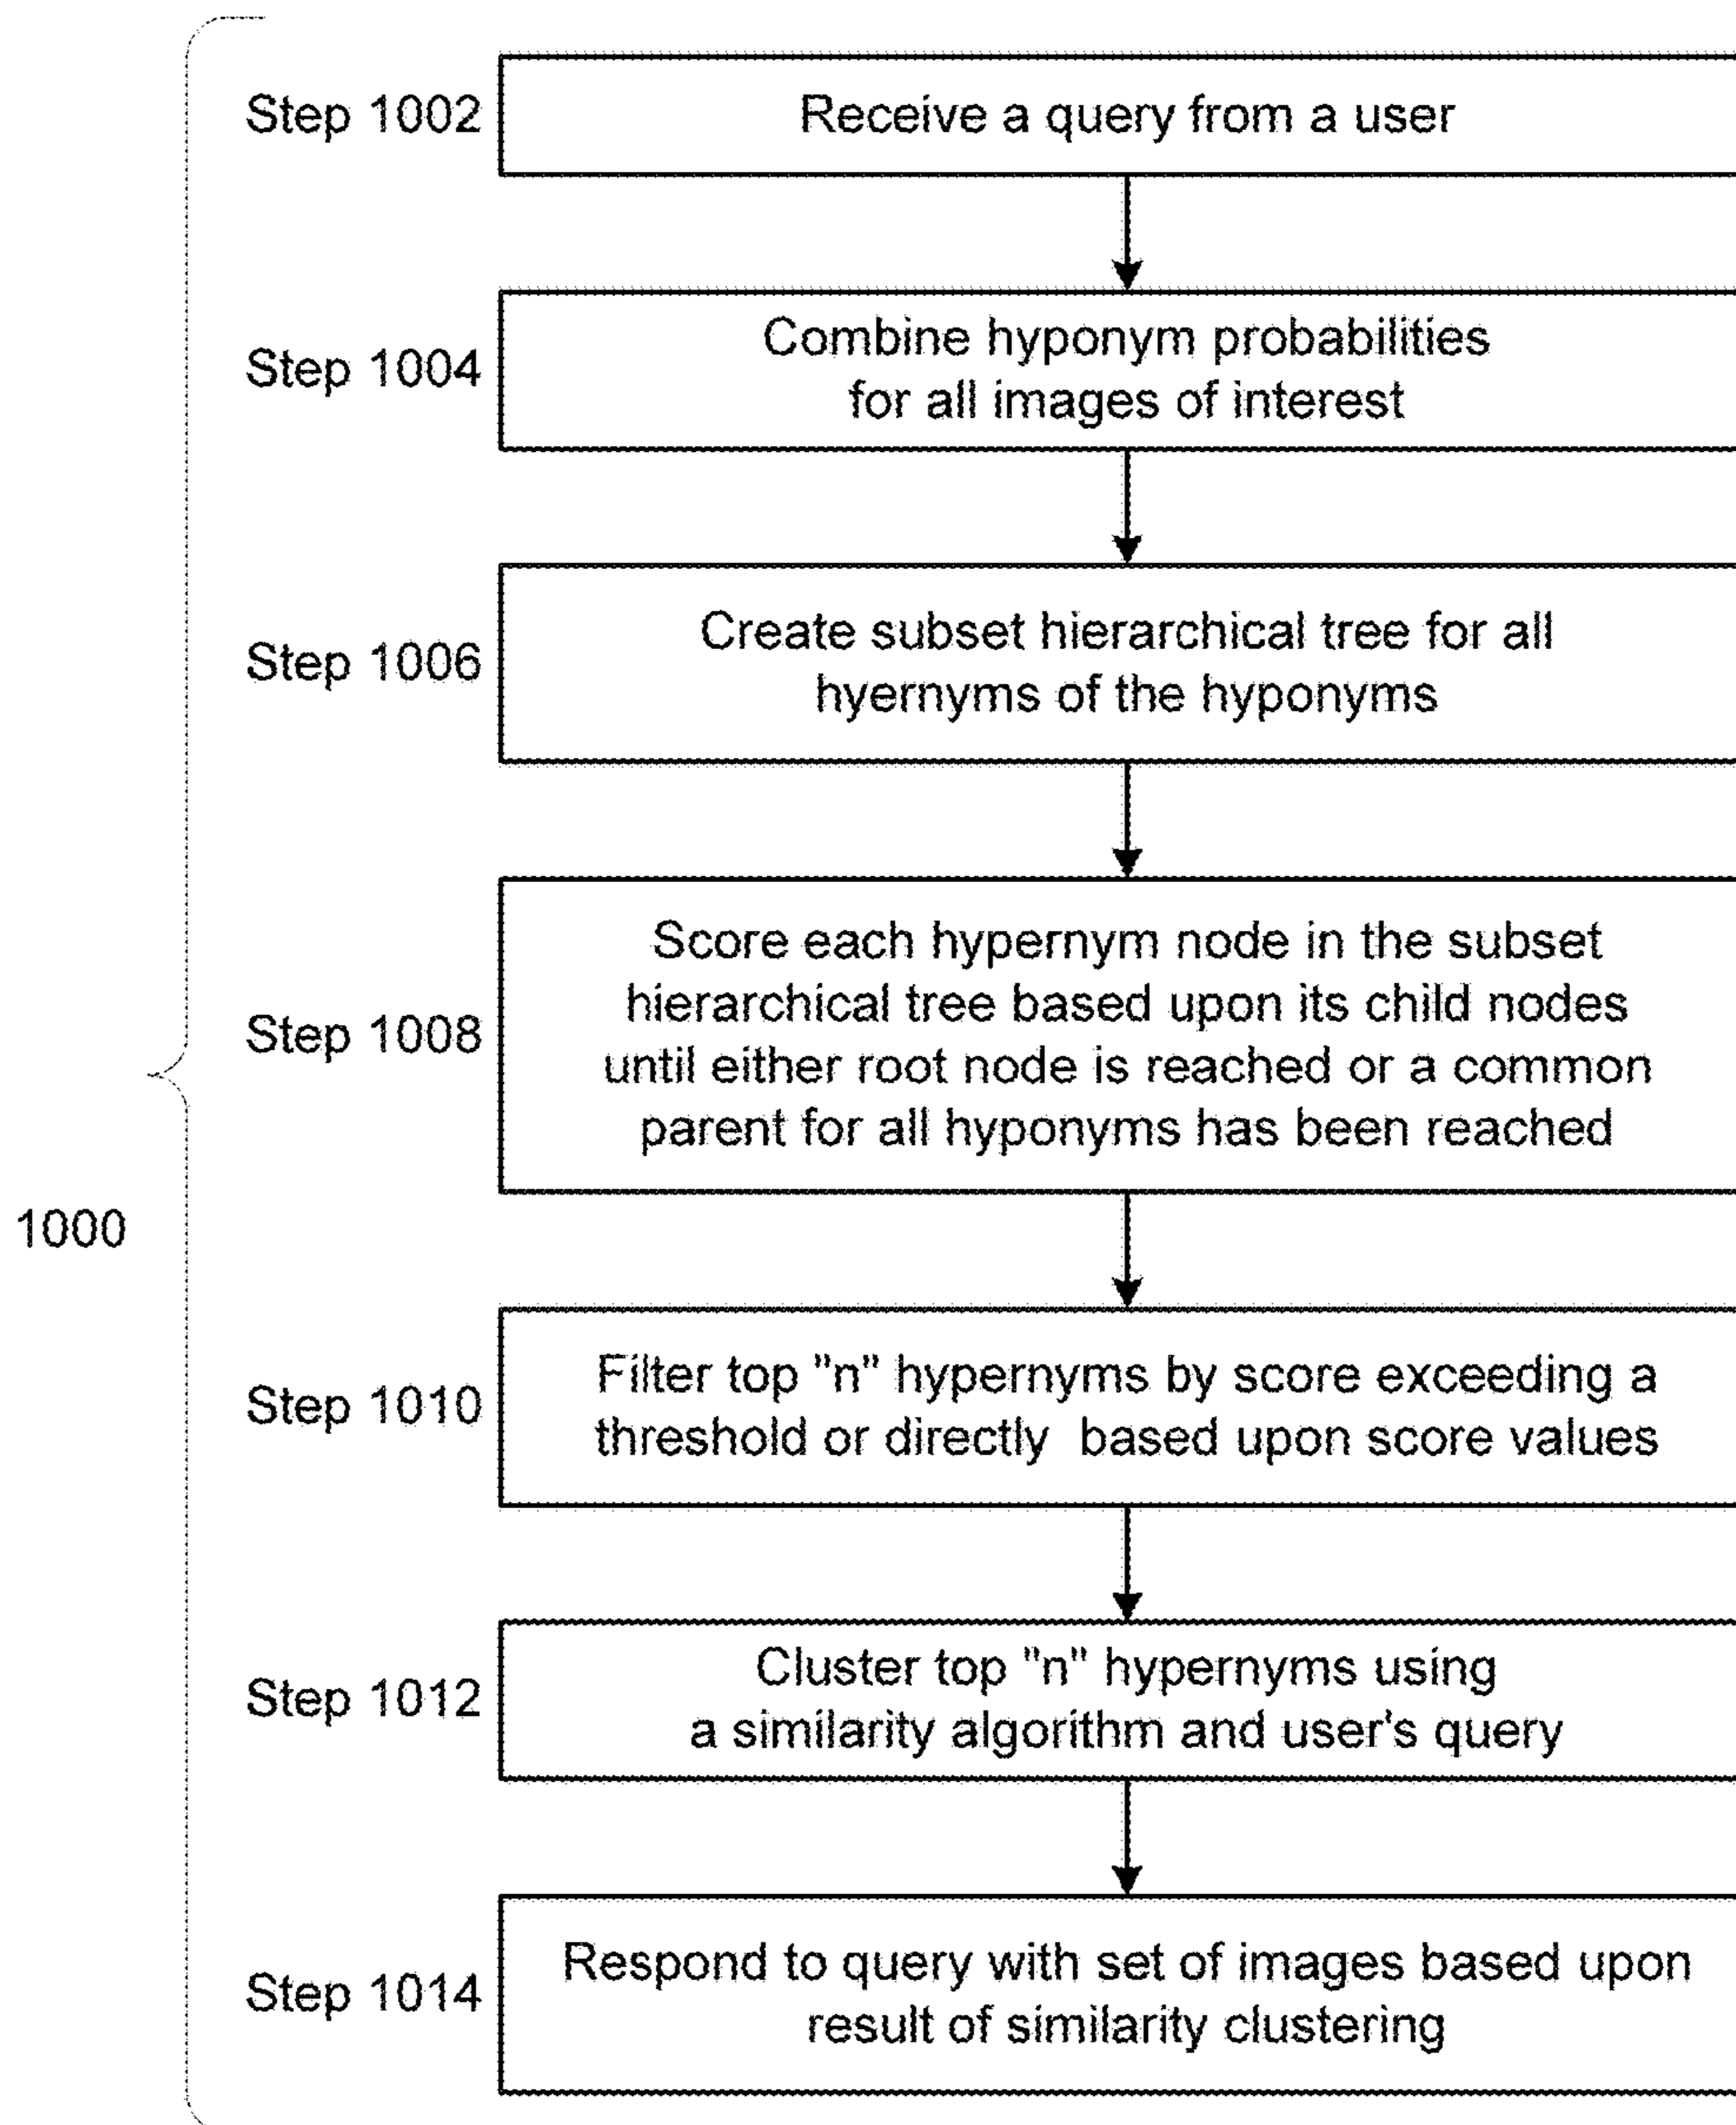 Step 1002
Receive a query from a user
Step 1004
Combine hyponym probabilities
for all images of interest
Step 1006
Create subset hierarchical tree for all
hyernyms of the hyponyms
Step 1008
Score each hypernym node in the subset
hierarchical tree based upon its child nodes
until either root node is reached or a common
parent for all hyponyms has been reached
1000
Step 1010
Filter top "n" hypernyms by score exceeding a
threshold or directly based upon score values
Step 1012
Cluster top "n" hypernyms using
a similarity algorithm and user's query
Step 1014
Respond to query with set of images based upon
result of similarity clustering